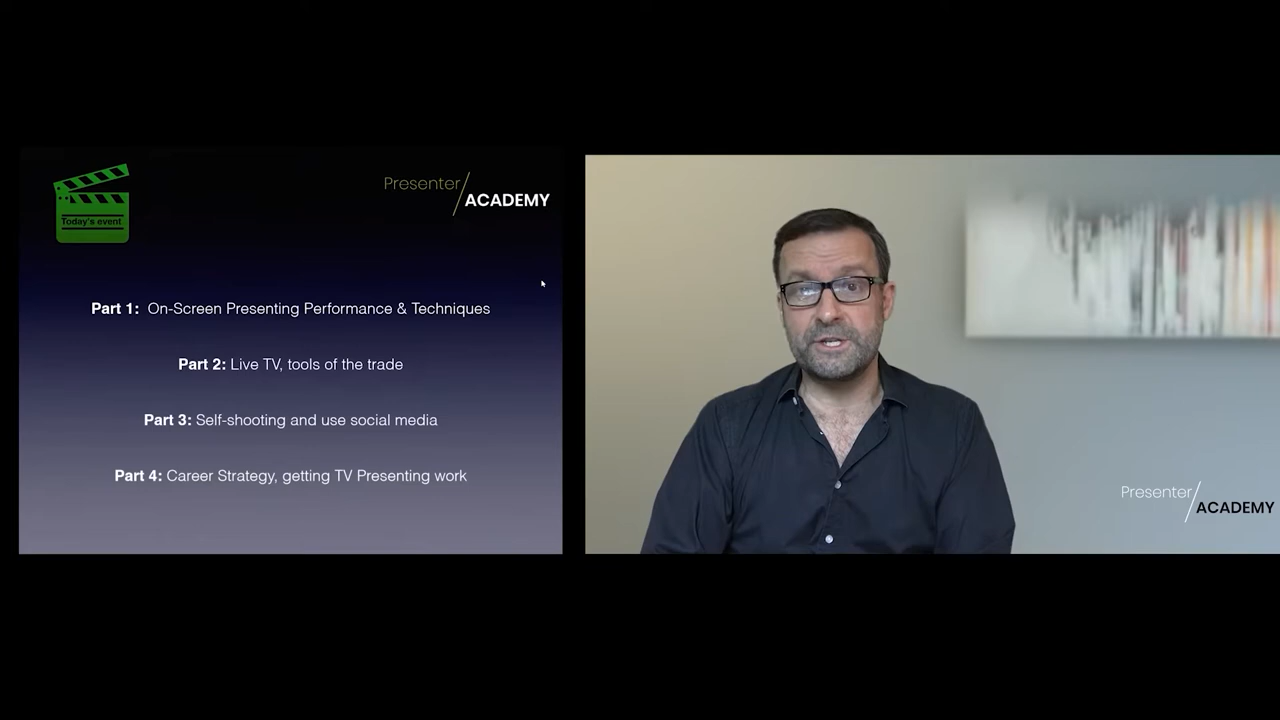 Today's event
Presenter
ACADEMY
Part 1: On-Screen Presenting Performance & Techniques
Part 2: Live TV, tools of the trade
Part 3: Self-shooting and use social media
Part 4: Career Strategy, getting TV Presenting work
Presenter
ACADEMY